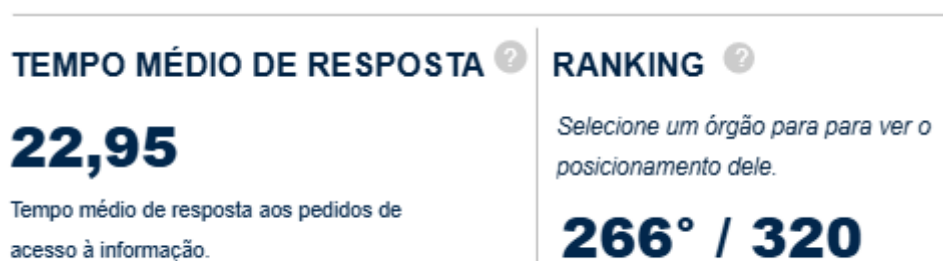 TEMPO MÉDIO DE RESPOSTA ?
22,95
Tempo médio de resposta aos pedidos de
acesso à informação.
RANKING ?
Selecione um órgão para para ver o
posicionamento dele.
266° / 320